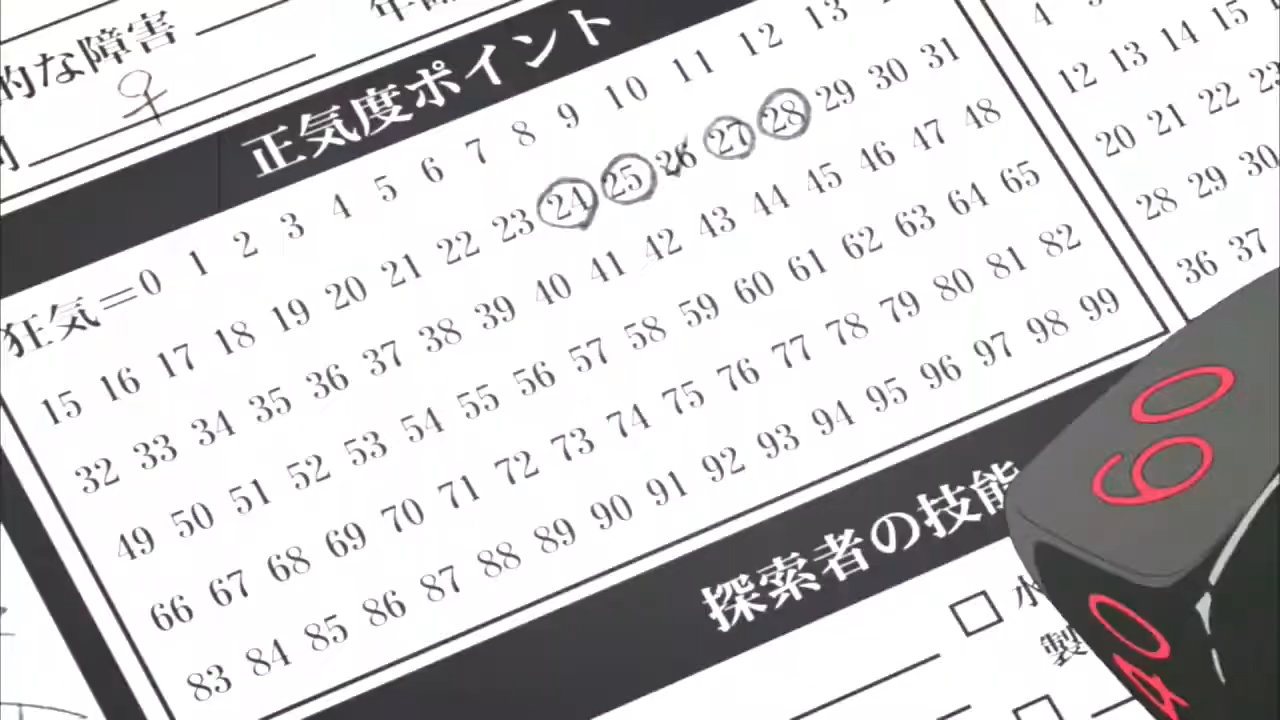 的な障害
正気度ポイント
狂気=0 1 2 3 4 5 6 7 8 9 10 11 12 13
15 16 17 18 19 20 21 22 23 24 25 26 27 28 29 30 31
32 33 34 35 36 37 38 39 40 41 42 43 44 45 46 47 48
49 50 51 52 53 54 55 56 57 58 59 60 61 62 63 64 65
66 67 68 69 70 71 72 73 74 75 76 77 78 79 80 81 82
83 84 85 86 87 88 89 90 91 92 93 94 95 96 97 98 99
4
12 13 14 15
20 21 22 23
28 29 30
36 37
探索者の技能
水
製
60
40